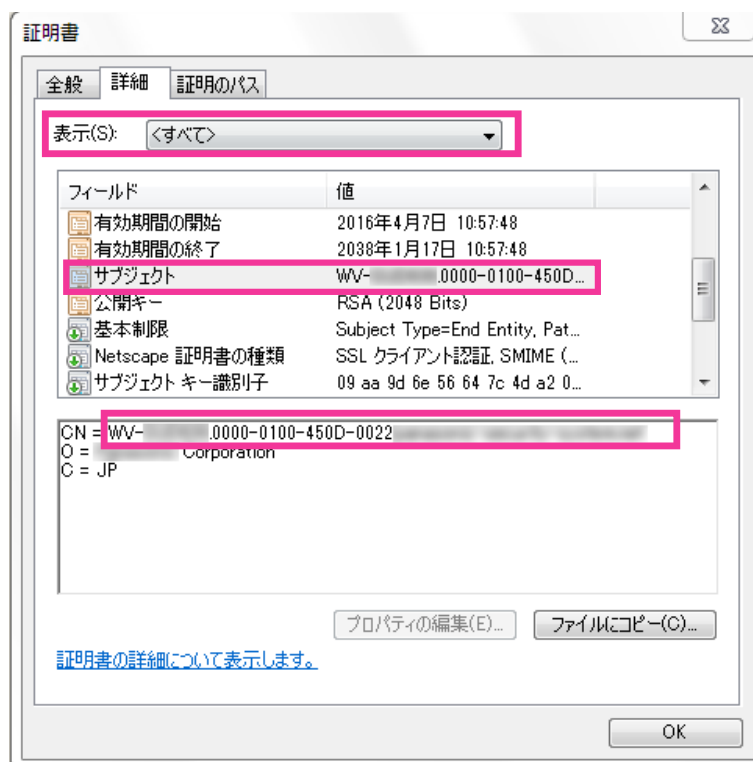 証明書
全般 詳細 証明のパス
表示(S): <すべて>
フィールド 値
有効期間の開始 2016年4月7日 10:57:48
有効期間の終了 2038年1月17日 10:57:48
サブジェクト WV- .0000-0100-450D...
公開キー RSA (2048 Bits)
基本制限 Subject Type=End Entity, Pat...
Netscape 証明書の種類 SSL クライアント認証, SMIME (...
サブジェクト キー識別子 09 aa 9d 6e 56 64 7c 4d a2 0...
CN = WV- .0000-0100-450D-0022
O = Corporation
C = JP
プロパティの編集(E)... ファイルにコピー(C)...
証明書の詳細について表示します。
OK